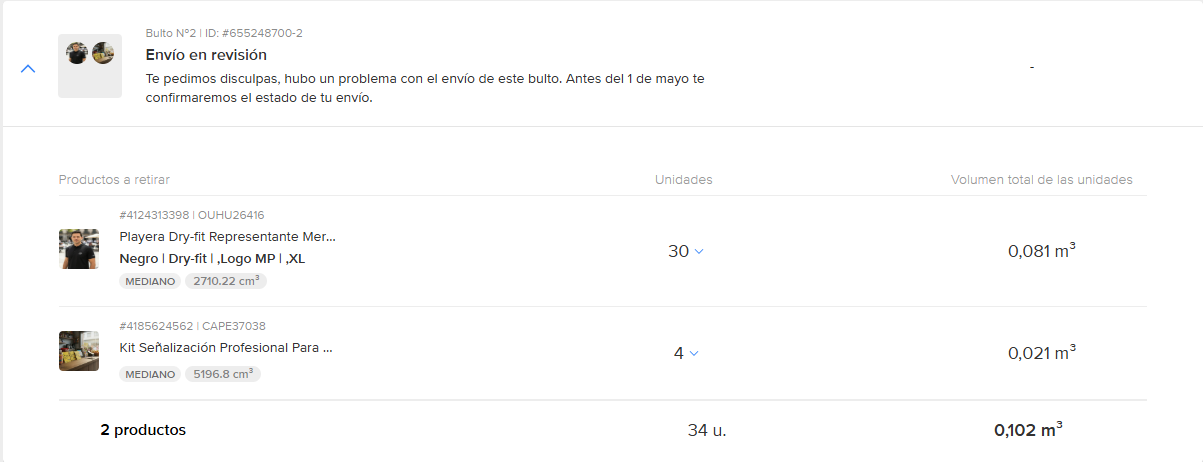 Bulto N°2 | ID: #655248700-2
Envío en revisión
Te pedimos disculpas, hubo un problema con el envío de este bulto. Antes del 1 de mayo te
confirmaremos el estado de tu envío.
-
Productos a retirar
Unidades
Volumen total de las unidades
#4124313398 | OUHU26416
Playera Dry-fit Representante Mer...
Negro | Dry-fit | ,Logo MP | ,XL
MEDIANO 2710.22 cm³
30
0,081 m³
#4185624562 | CAPE37038
Kit Señalización Profesional Para ...
MEDIANO 5196.8 cm³
4
0,021 m³
2 productos
34 u.
0,102 m³